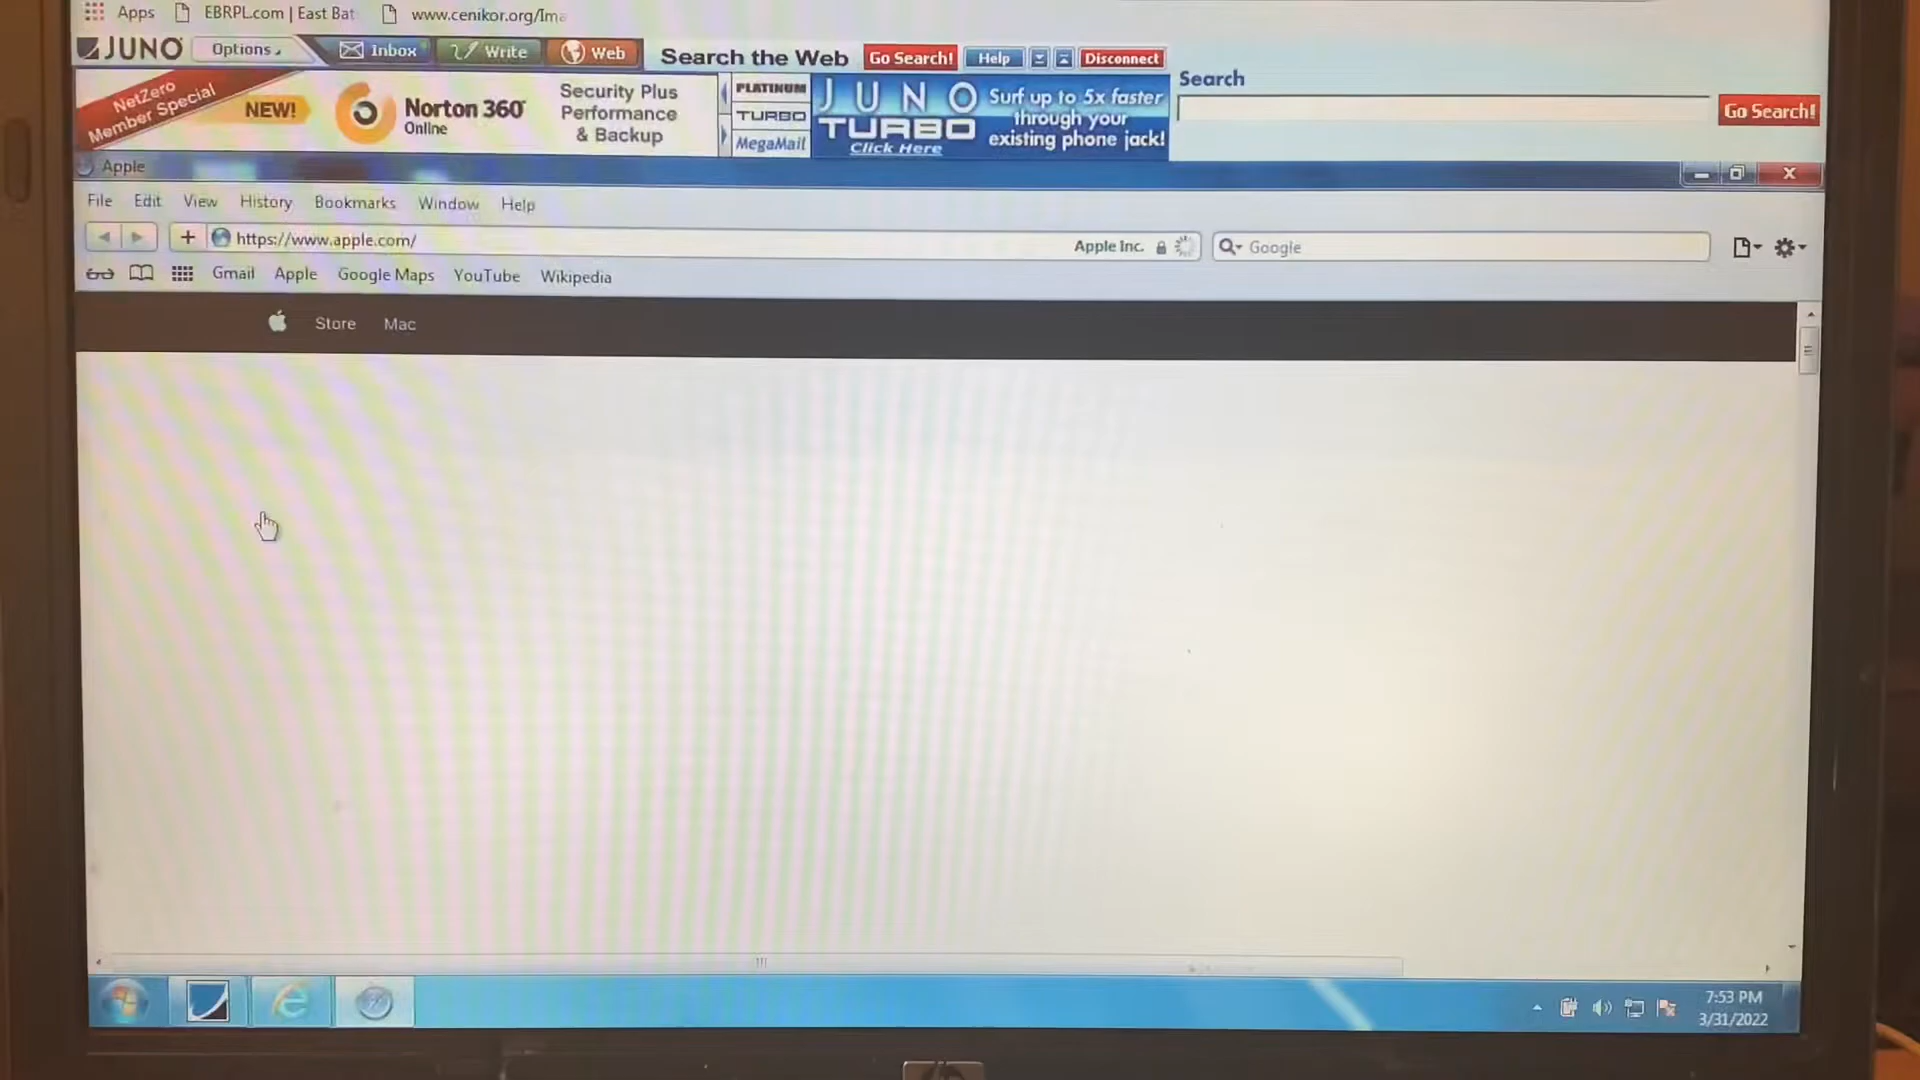 Apps EBRPL.com | East Bat www.cenikor.org/Ima
JUNO Options Inbox Write Web Search the Web Go Search! Help Disconnect
Search
Go Search!
NetZero
Member Special
NEW!
Norton 360
Online
Security Plus
Performance
& Backup
PLATINUM
TURBO
MegaMail
JUNO
TURBO
Click Here
Surf up to 5x faster
through your
existing phone jack!
Apple
File Edit View History Bookmarks Window Help
https://www.apple.com/ Apple Inc. Google
Gmail Apple Google Maps YouTube Wikipedia
Store Mac
7:53 PM
3/31/2022
hp